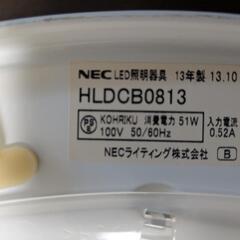 NEC LED照明器具 13年製 13.10
HLDCB0813
PSE KOHRIKU 消費電力 51W 入力電流
100V 50/60Hz 0.52A
NECライティング株式会社 B